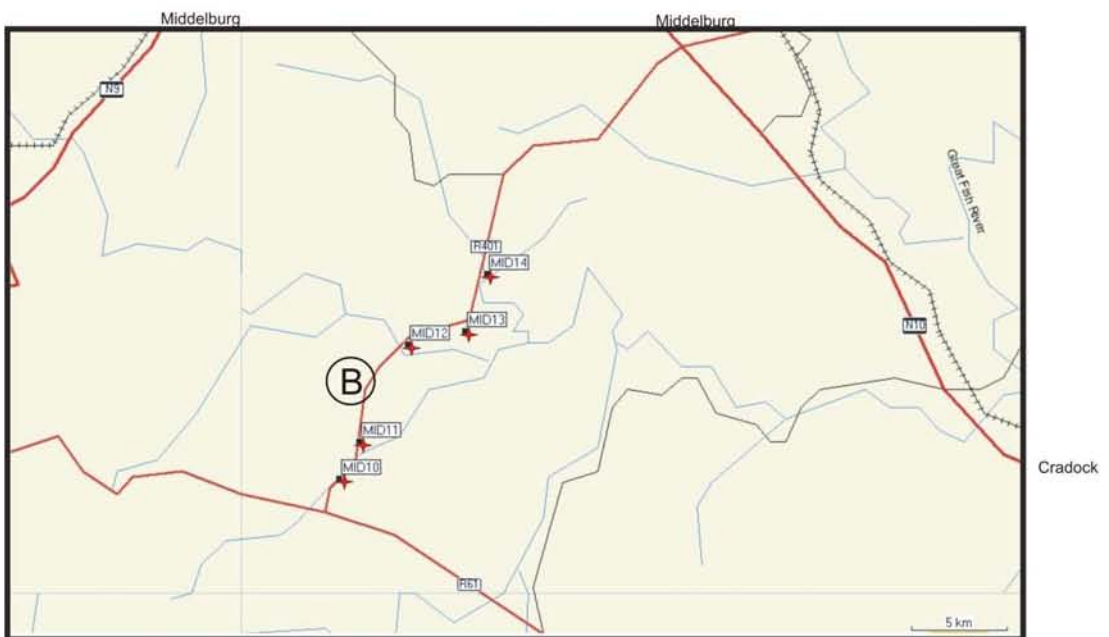 Middelburg
Middelburg
N9
Great Fish River
R401
MID14
MID13
MID12
N10
B
MID11
MID10
Cradock
R61
5 km